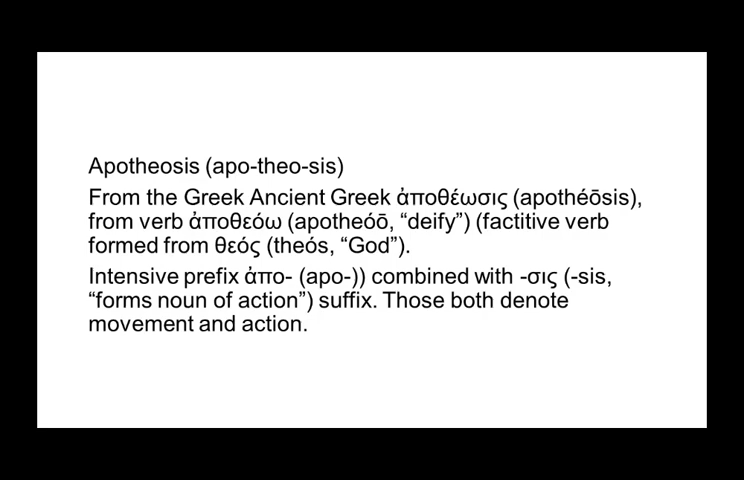 Apotheosis (apo-theo-sis)
From the Greek Ancient Greek ἀποθέωσις (apothéōsis),
from verb ἀποθεόω (apotheóō, “deify”) (factitive verb
formed from θεός (theós, “God”).
Intensive prefix ἀπο- (apo-)) combined with -σις (-sis,
“forms noun of action”) suffix. Those both denote
movement and action.